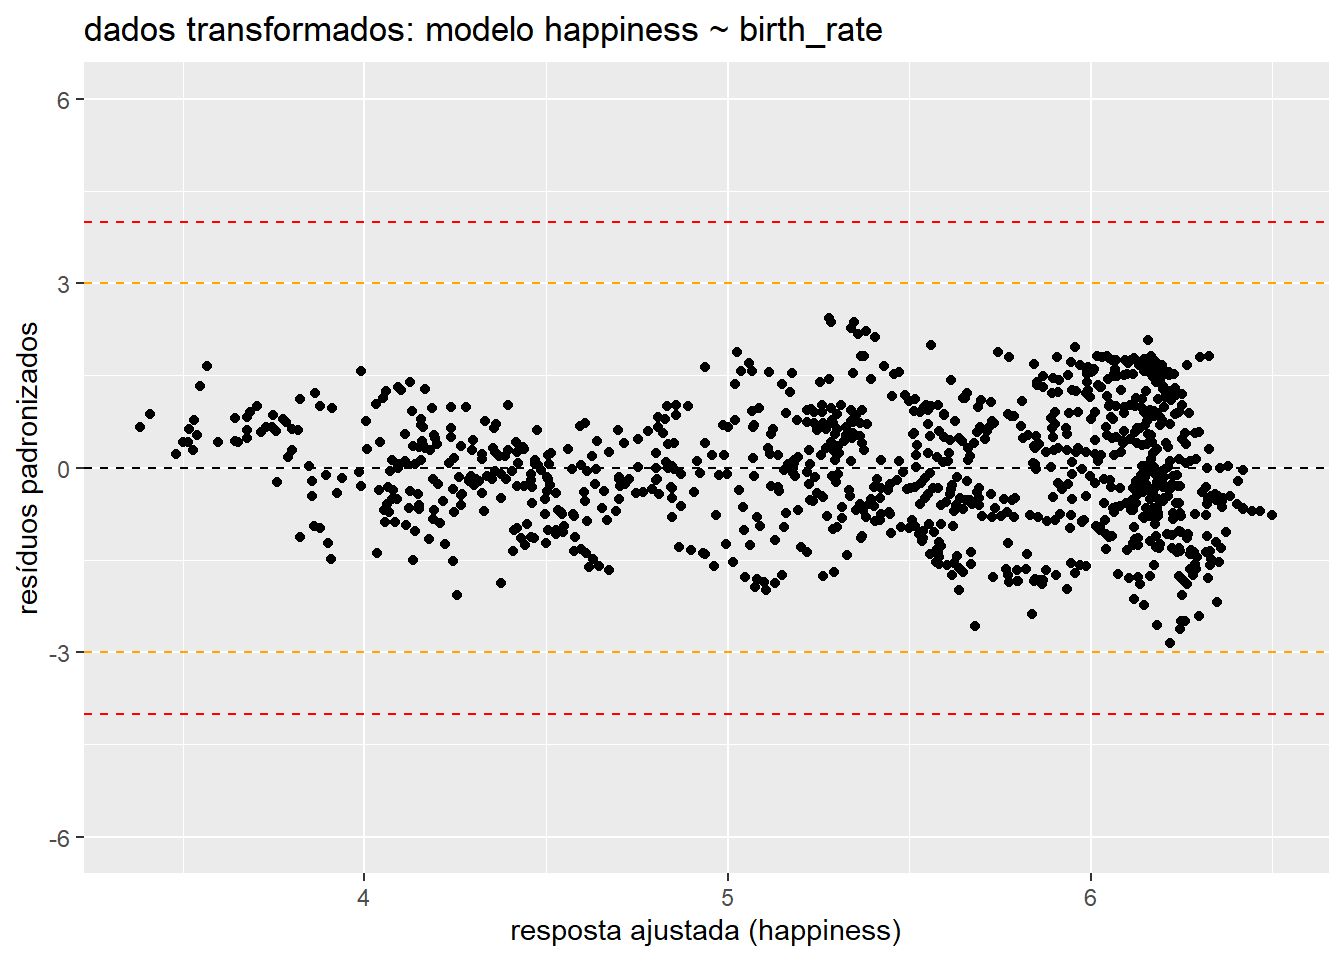 dados transformados: modelo happiness ~ birth_rate
resíduos padronizados
6
3
0
-3
-6
4
5
6
resposta ajustada (happiness)